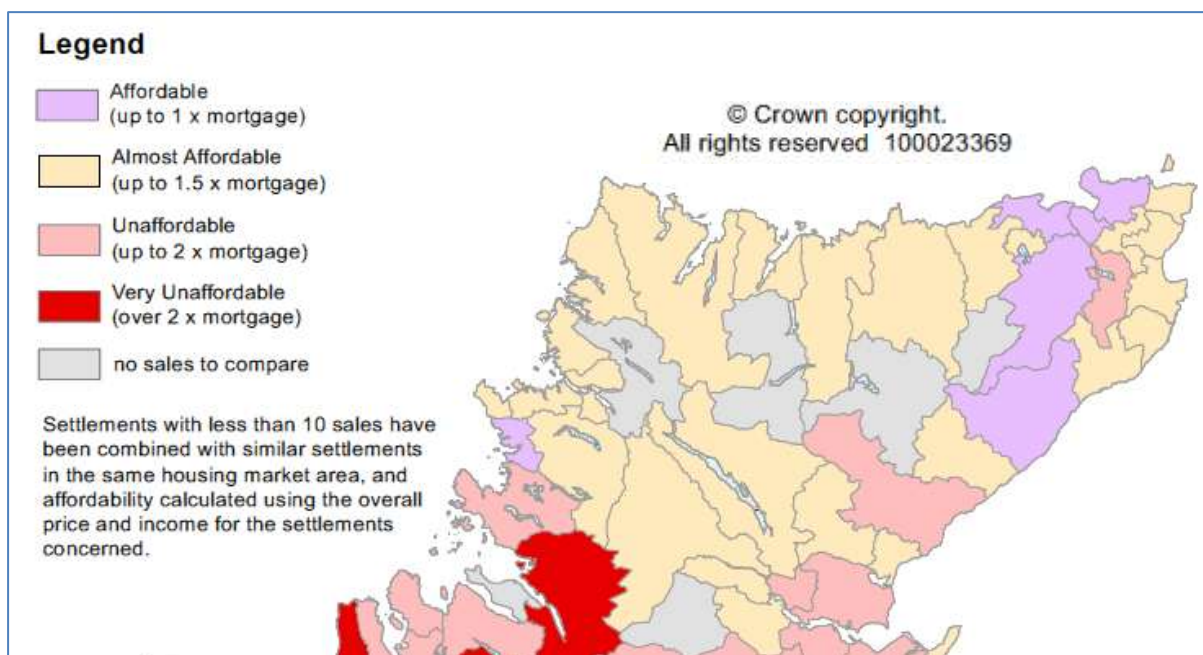 Legend
Affordable
(up to 1 x mortgage)
Almost Affordable
(up to 1.5 x mortgage)
Unaffordable
(up to 2 x mortgage)
Very Unaffordable
(over 2 x mortgage)
no sales to compare
Settlements with less than 10 sales have
been combined with similar settlements
in the same housing market area, and
affordability calculated using the overall
price and income for the settlements
concerned.
© Crown copyright.
All rights reserved 100023369